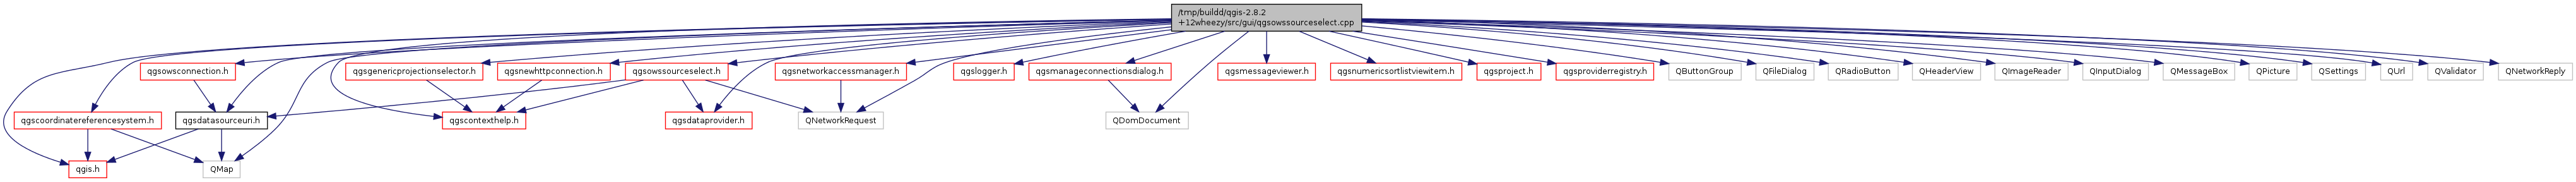 /tmp/buildd/qgis-2.8.2
+12wheezy/src/gui/qgsowssourceselect.cpp
qgsowsconnection.h
qgsgenericprojectionselector.h
qgsnewhttpconnection.h
qgsowssourceselect.h
qgsnetworkaccessmanager.h
qgslogger.h
qgsmanageconnectionsdialog.h
qgsmessageviewer.h
qgsnumericsortlistviewitem.h
qgsproject.h
qgsproviderregistry.h
QButtonGroup
QFileDialog
QRadioButton
QHeaderView
QImageReader
QInputDialog
QMessageBox
QPicture
QSettings
QUrl
QValidator
QNetworkReply
qgscoordinatereferencesystem.h
qgsdatasourceuri.h
qgscontexthelp.h
qgsdataprovider.h
QNetworkRequest
QDomDocument
qgis.h
QMap